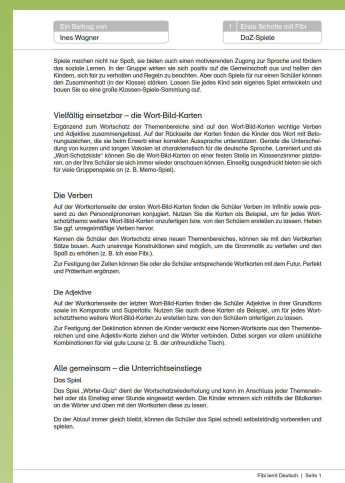 Ein Beitrag von
Ines Wagner
1 | Erste Schritte mit Fibi
DaZ-Spiele
Spiele machen nicht nur Spaß, sie bieten auch einen motivierenden Zugang zur Sprache und fördern
das soziale Lernen. In der Gruppe wirken sie sich positiv auf die Gemeinschaft aus und helfen den
Kindern, sich fair zu verhalten und Regeln zu beachten. Aber auch Spiele für nur einen Schüler können
den Zusammenhalt (in der Klasse) stärken. Lassen Sie jedes Kind sein eigenes Spiel entwickeln und
bauen Sie so eine große Klassen-Spiele-Sammlung auf.
Vielfältig einsetzbar – die Wort-Bild-Karten
Ergänzend zum Wortschatz der Themenbereiche sind auf den Wort-Bild-Karten wichtige Verben
und Adjektive zusammengefasst. Auf der Rückseite der Karten finden die Kinder das Wort mit Beto-
nungszeichen, die sie beim Erwerb einer korrekten Aussprache unterstützen. Gerade die Unterschei-
dung von kurzen und langen Vokalen ist charakteristisch für die deutsche Sprache. Laminiert und als
„Wort-Schatzkiste“ können Sie die Wort-Bild-Karten an einer festen Stelle im Klassenzimmer platzie-
ren, an der Ihre Schüler sie sich immer wieder anschauen können. Einseitig ausgedruckt bieten sie sich
für viele Gruppenspiele an (z. B. Memo-Spiel).
Die Verben
Auf der Wortkartenseite der ersten Wort-Bild-Karten finden die Schüler Verben im Infinitiv sowie pas-
send zu den Personalpronomen konjugiert. Nutzen Sie die Karten als Beispiel, um für jedes Wort-
schatzthema weitere Wort-Bild-Karten anzufertigen bzw. von den Schülern erstellen zu lassen. Heben
Sie ggf. unregelmäßige Verben hervor.
Kennen die Schüler den Wortschatz eines neuen Themenbereiches, können sie mit den Verbkarten
Sätze bauen. Auch unsinnige Konstruktionen sind möglich, um die Grammatik zu vertiefen und den
Spaß zu erhöhen (z. B. Ich esse Fibi.).
Zur Festigung der Zeiten können Sie oder die Schüler entsprechende Wortkarten mit dem Futur, Perfekt
und Präteritum ergänzen.
Die Adjektive
Auf der Wortkartenseite der letzten Wort-Bild-Karten finden die Schüler Adjektive in ihrer Grundform
sowie im Komparativ und Superlativ. Nutzen Sie auch diese Karten als Beispiel, um für jedes Wort-
schatzthema weitere Wort-Bild-Karten zu erstellen bzw. von den Schülern anfertigen zu lassen.
Zur Festigung der Deklination können die Kinder verdeckt eine Nomen-Wortkarte aus den Themenbe-
reichen und eine Adjektiv-Karte ziehen und die Wörter verbinden. Dabei sorgen vor allem unübliche
Kombinationen für viel gute Laune (z. B. der unfreundliche Tisch).
Alle gemeinsam – die Unterrichtseinstiege
Das Spiel
Das Spiel „Wörter-Quiz“ dient der Wortschatzwiederholung und kann im Anschluss jeder Themenein-
heit oder als Einstieg einer Stunde eingesetzt werden. Die Kinder erinnern sich mithilfe der Bildkarten
an die Wörter und üben mit den Wortkarten diese zu lesen.
Da der Ablauf immer gleich bleibt, können die Schüler das Spiel schnell selbstständig vorbereiten und
spielen.
Fibi lernt Deutsch | Seite 1